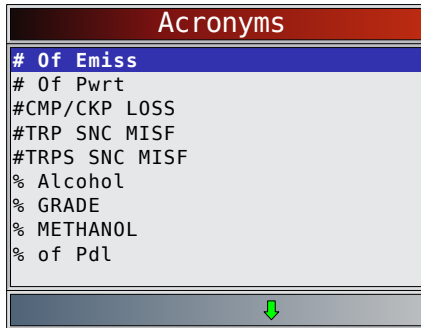 Acronyms
# Of Emiss
# Of Pwrt
#CMP/CKP LOSS
#TRP SNC MISF
#TRPS SNC MISF
% Alcohol
% GRADE
% METHANOL
% of Pdl